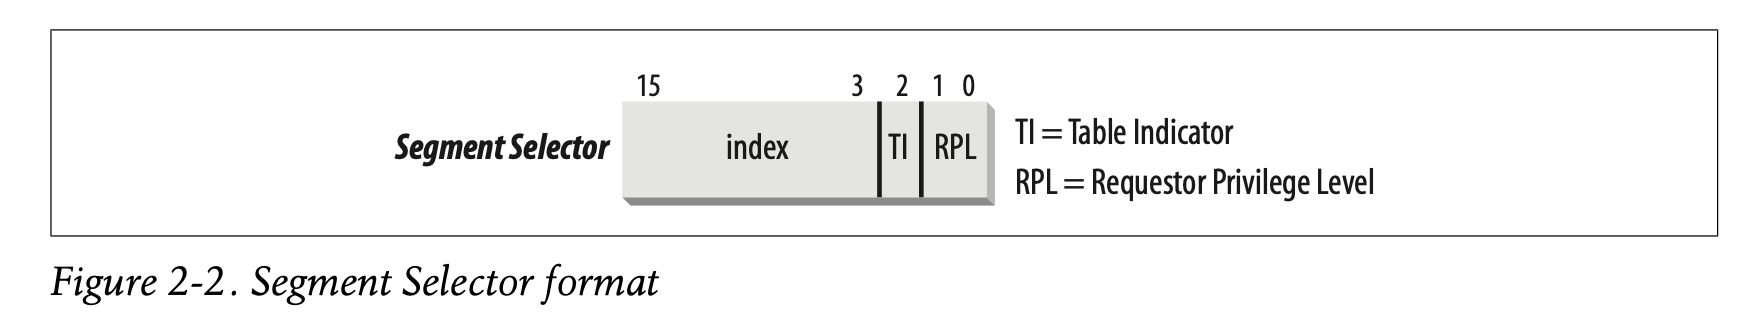 15 3 2 1 0
Segment Selector index TI RPL
TI = Table Indicator
RPL = Requestor Privilege Level
Figure 2-2. Segment Selector format